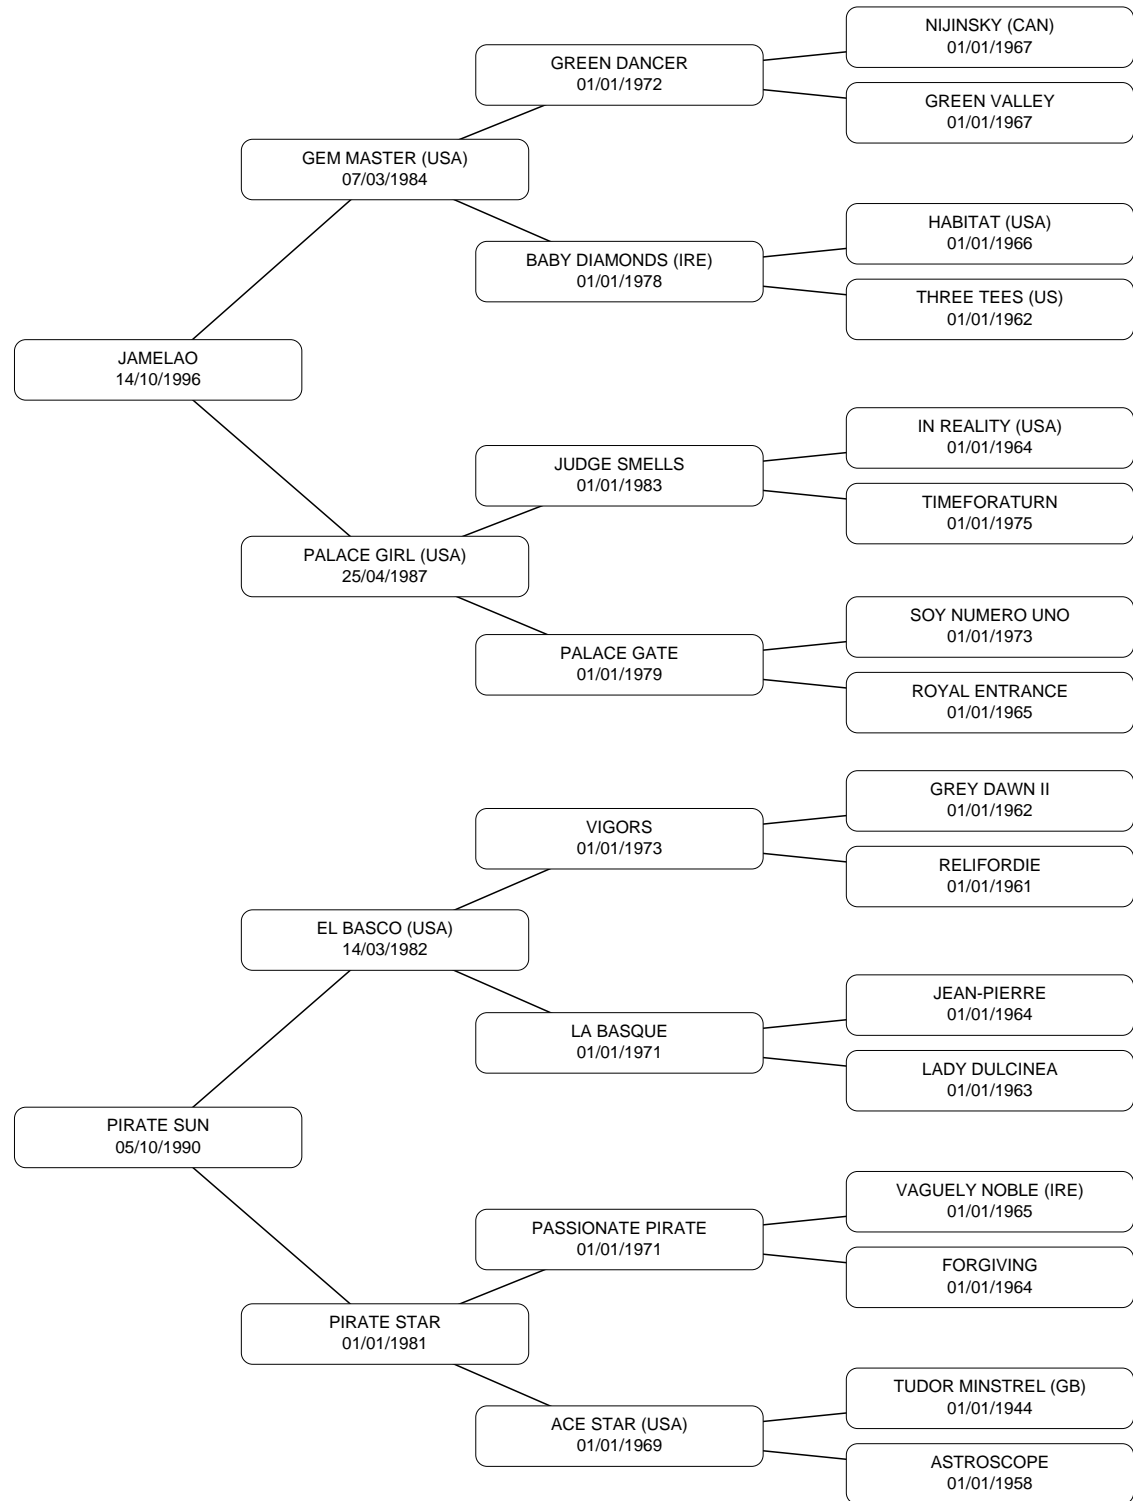 NIJINSKY (CAN)
01/01/1967
GREEN DANCER
01/01/1972
GREEN VALLEY
01/01/1967
GEM MASTER (USA)
07/03/1984
HABITAT (USA)
01/01/1966
BABY DIAMONDS (IRE)
01/01/1978
THREE TEES (US)
01/01/1962
JAMELAO
14/10/1996
IN REALITY (USA)
01/01/1964
JUDGE SMELLS
01/01/1983
TIMEFORATURN
01/01/1975
PALACE GIRL (USA)
25/04/1987
SOY NUMERO UNO
01/01/1973
PALACE GATE
01/01/1979
ROYAL ENTRANCE
01/01/1965
GREY DAWN II
01/01/1962
VIGORS
01/01/1973
RELIFORDIE
01/01/1961
EL BASCO (USA)
14/03/1982
JEAN-PIERRE
01/01/1964
LA BASQUE
01/01/1971
LADY DULCINEA
01/01/1963
PIRATE SUN
05/10/1990
VAGUELY NOBLE (IRE)
01/01/1965
PASSIONATE PIRATE
01/01/1971
FORGIVING
01/01/1964
PIRATE STAR
01/01/1981
TUDOR MINSTREL (GB)
01/01/1944
ACE STAR (USA)
01/01/1969
ASTROSCOPE
01/01/1958